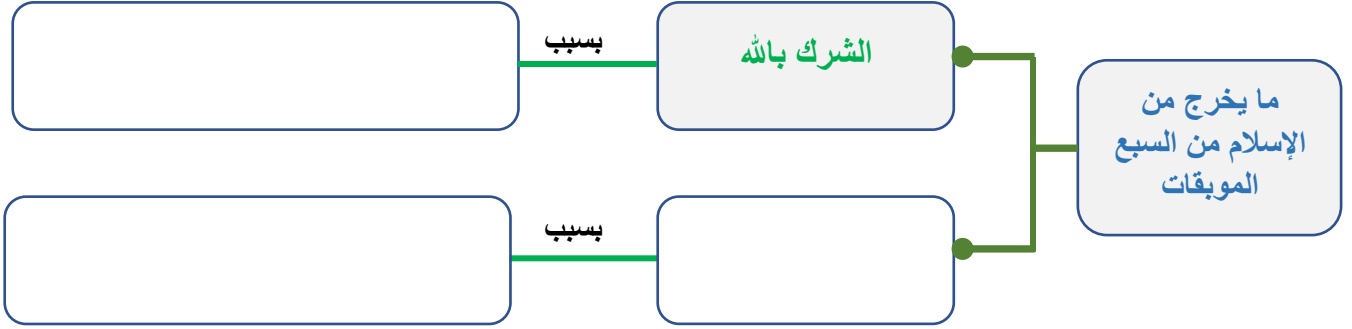 ما يخرج من
الإسلام من السبع
الموبقات
الشرك بالله
بسبب
بسبب